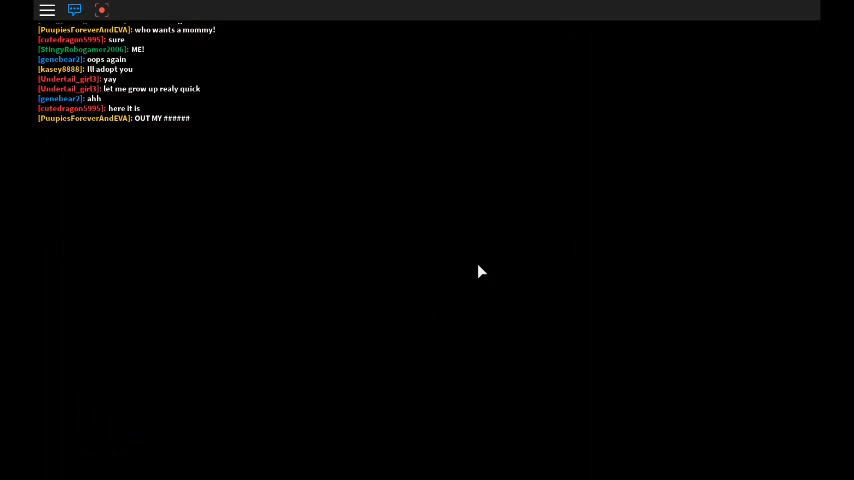 [PuupiesForeverAndEVA]: who wants a mommy!
[cutedragon5995]: sure
[StingyRobogamer2006]: ME!
[genebear2]: oops again
[kasey8888]: Ill adopt you
[Undertail_girl3]: yay
[Undertail_girl3]: let me grow up realy quick
[genebear2]: ahh
[cutedragon5995]: here it is
[PuupiesForeverAndEVA]: OUT MY ######